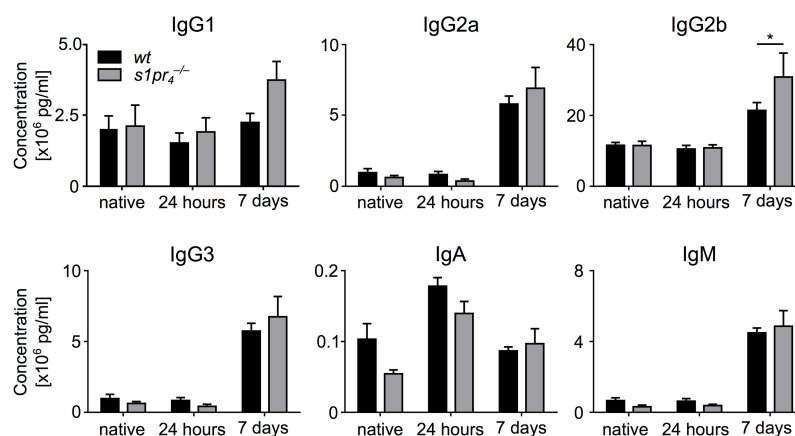 IgG1
IgG2a
IgG2b
Concentration
[x10⁶ pg/ml]
5.0
2.5
0
wt
s1pr₄⁻/⁻
native
24 hours
7 days
10
5
0
native
24 hours
7 days
40
20
0
*
native
24 hours
7 days
IgG3
IgA
IgM
Concentration
[x10⁶ pg/ml]
10
5
0
native
24 hours
7 days
0.2
0.1
0
native
24 hours
7 days
8
4
0
native
24 hours
7 days